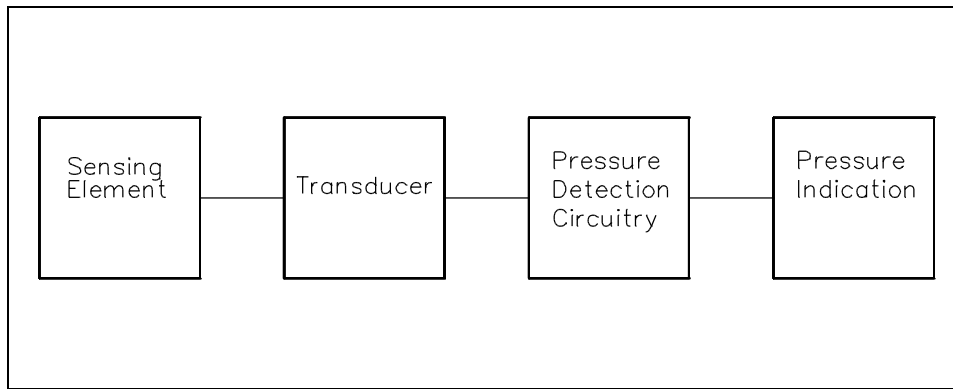 Sensing
Element
Transducer
Pressure
Detection
Circuitry
Pressure
Indication